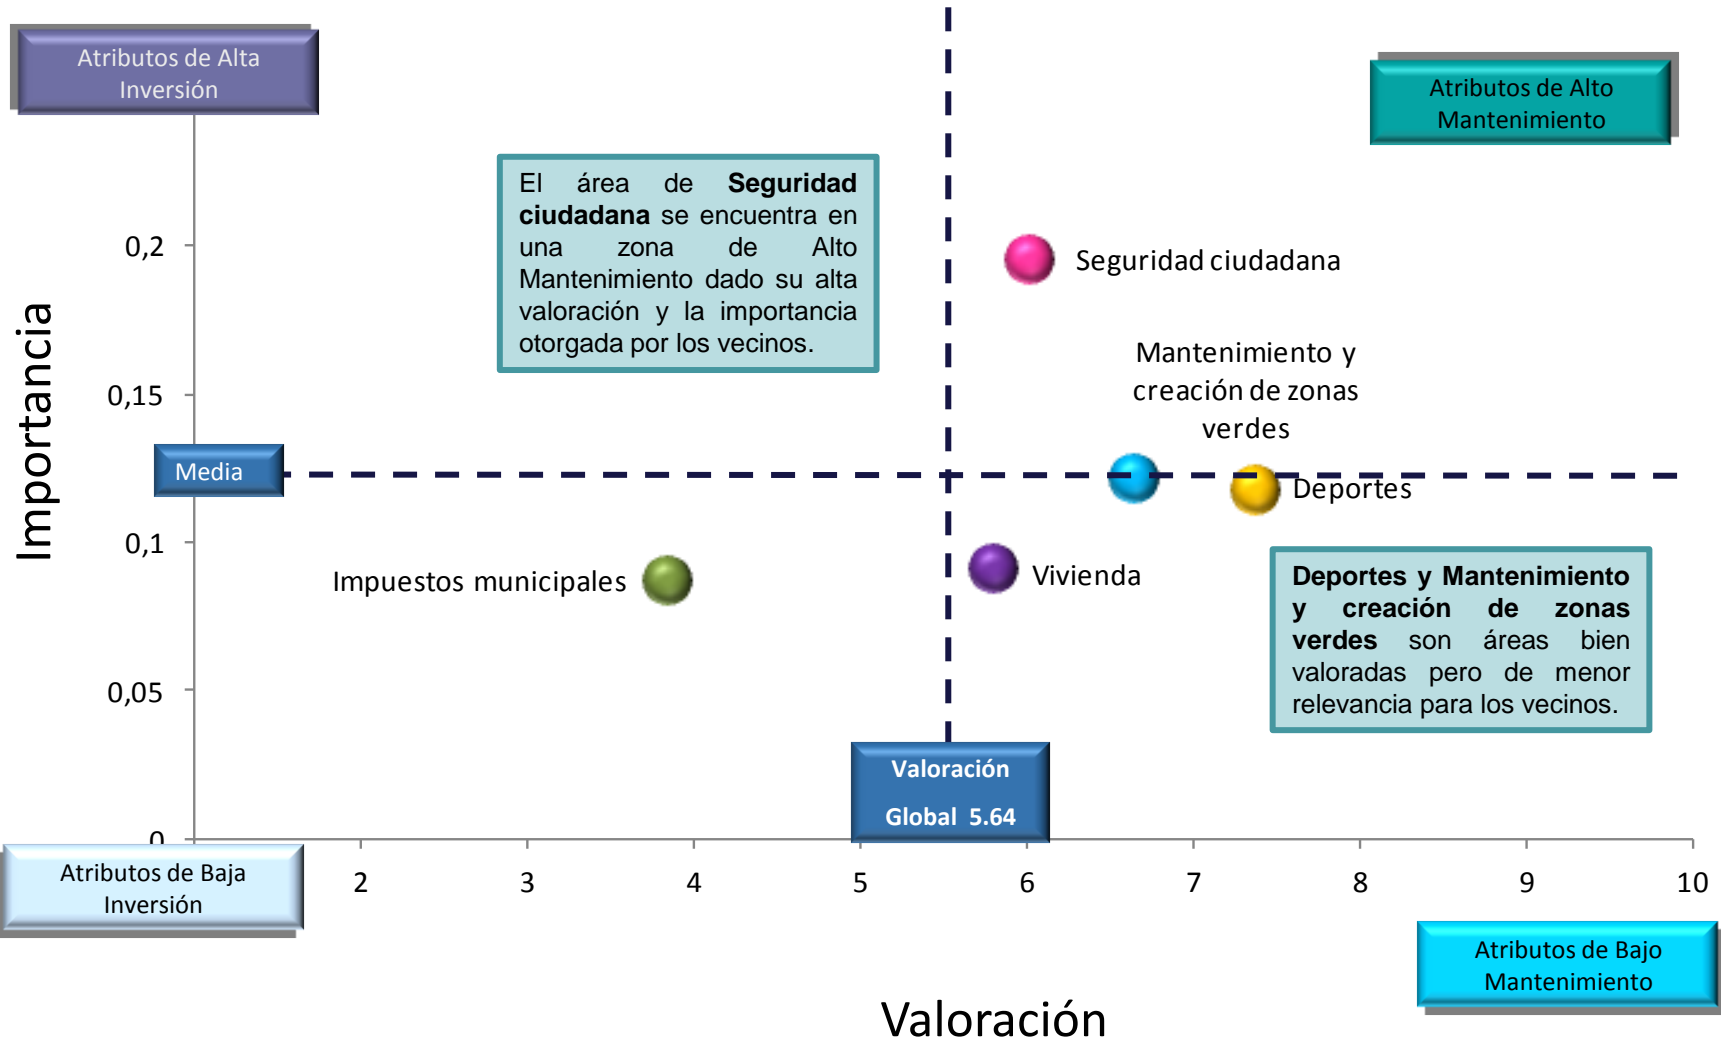 Atributos de Alta
Inversión
Atributos de Alto
Mantenimiento
El área de Seguridad
ciudadana se encuentra en
una zona de Alto
Mantenimiento dado su alta
valoración y la importancia
otorgada por los vecinos.
0,2
Seguridad ciudadana
Importancia
Mantenimiento y
creación de zonas
verdes
0,15
Media
Deportes
0,1
Impuestos municipales
Vivienda
Deportes y Mantenimiento
y creación de zonas
verdes son áreas bien
valoradas pero de menor
relevancia para los vecinos.
0,05
Valoración
Global 5.64
0
Atributos de Baja
Inversión
2 3 4 5 6 7 8 9 10
Atributos de Bajo
Mantenimiento
Valoración